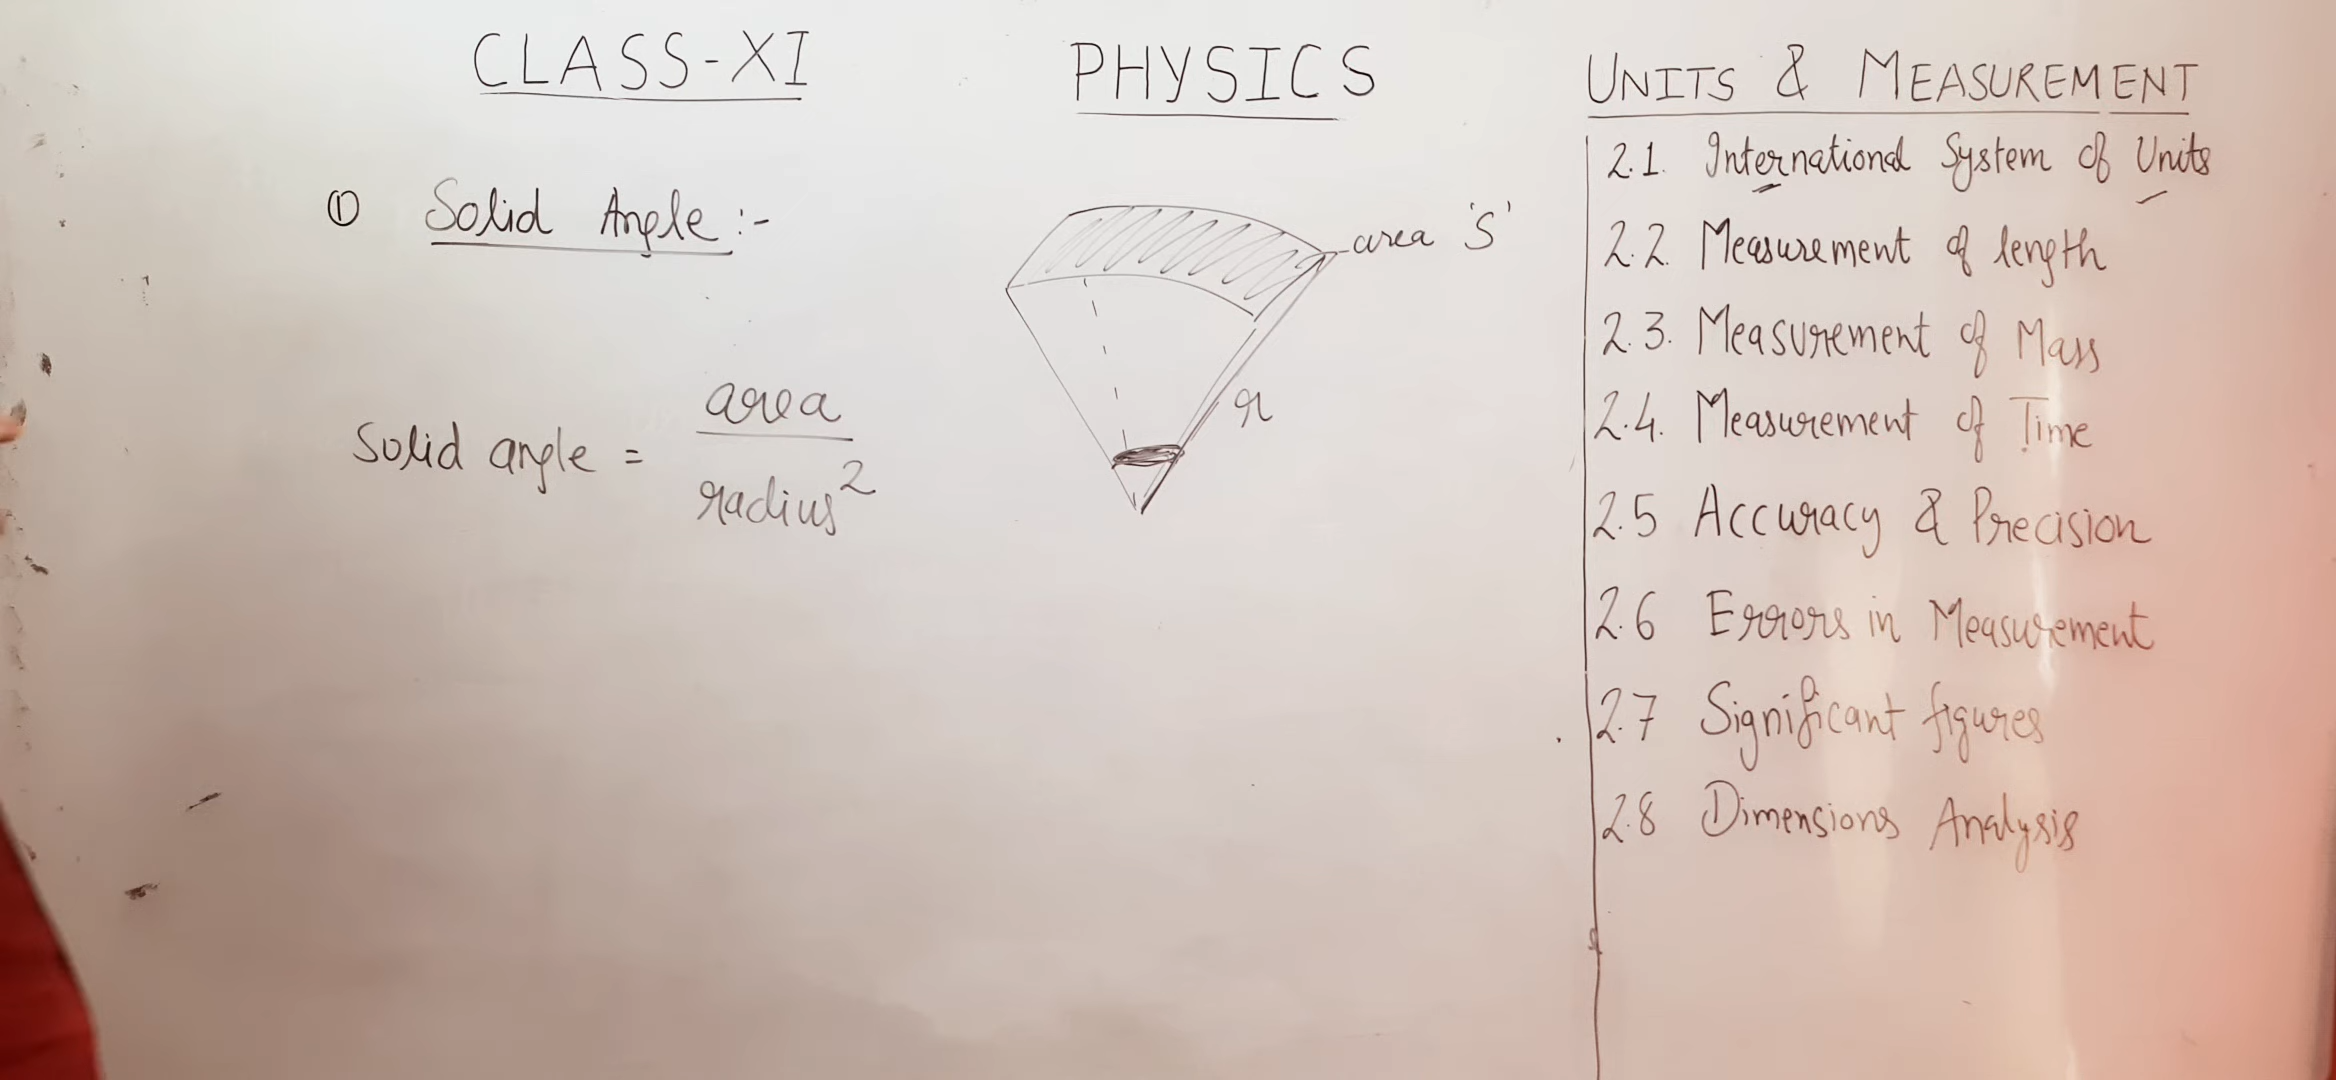 CLASS-XI
PHYSICS
UNITS & MEASUREMENT
① Solid Angle :-
Solid angle = area / radius²
area 'S'
r
2.1. International System of Units
2.2. Measurement of length
2.3. Measurement of Mass
2.4. Measurement of Time
2.5 Accuracy & Precision
2.6 Errors in Measurement
2.7 Significant figures
2.8 Dimensions Analysis